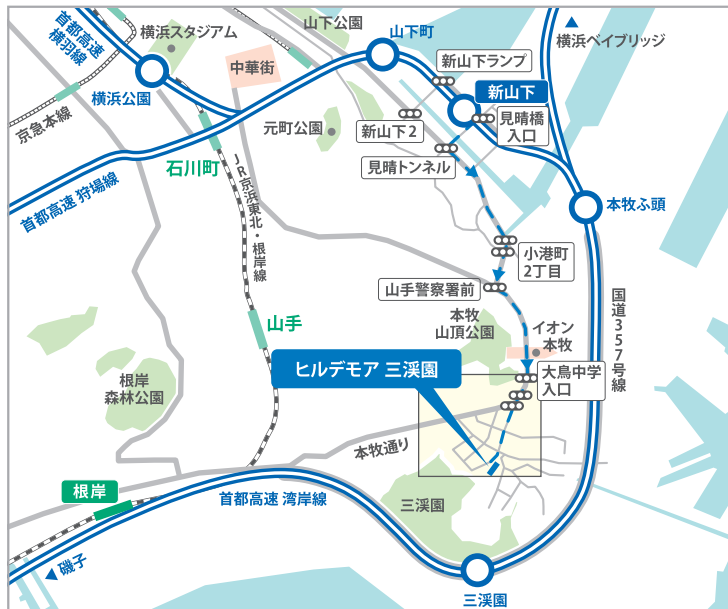 首都高速
横羽線
横浜スタジアム
山下公園
山下町
横浜ベイブリッジ
中華街
新山下ランプ
横浜公園
新山下
京急本線
元町公園
新山下2
見晴橋
入口
見晴トンネル
石川町
首都高速 狩場線
JR京浜東北・根岸線
本牧ふ頭
小港町
2丁目
山手警察署前
国道357号線
山手
本牧
山頂公園
イオン
本牧
ヒルデモア 三渓園
大鳥中学
入口
根岸
森林公園
本牧通り
根岸
首都高速 湾岸線
三渓園
磯子
三渓園